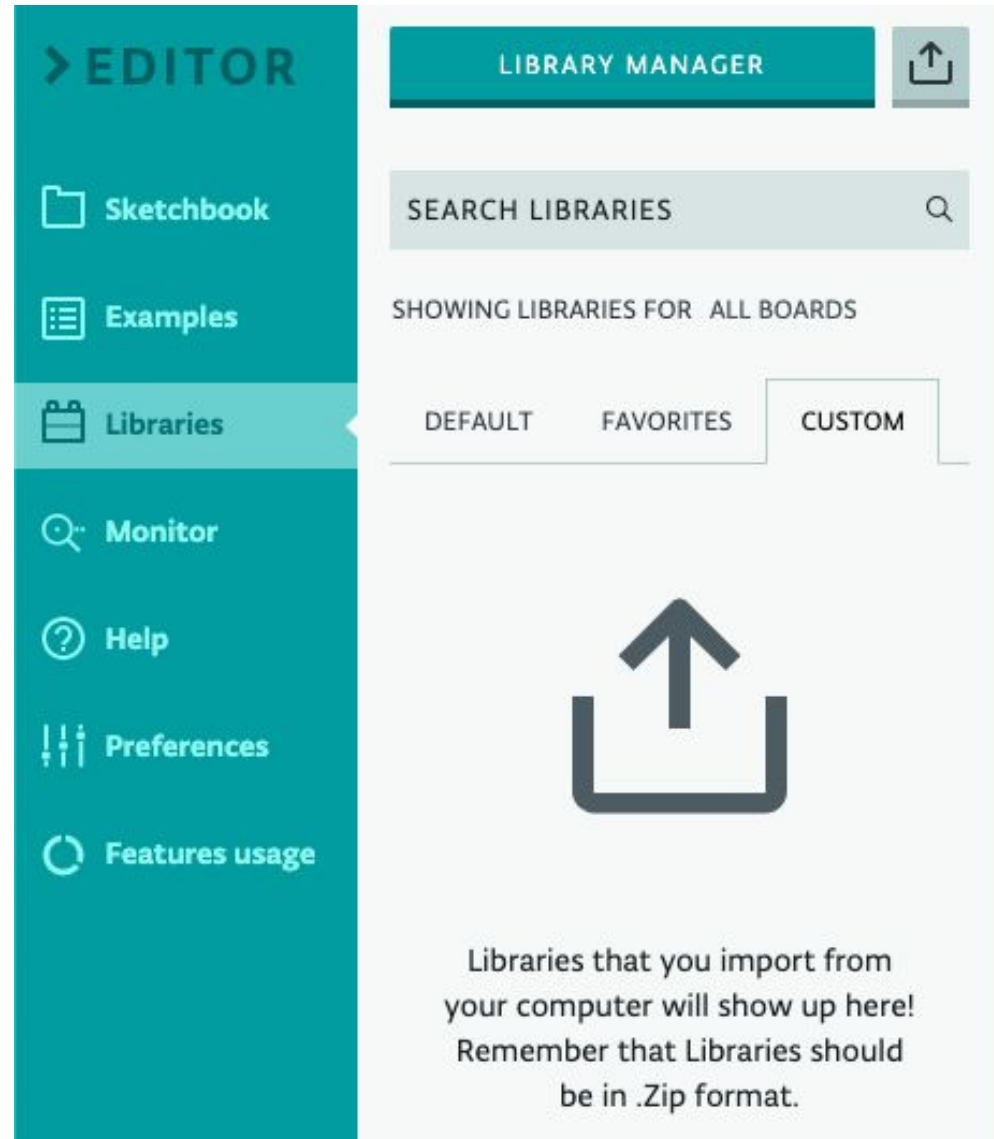 >EDITOR
Sketchbook
Examples
Libraries
Monitor
Help
Preferences
Features usage
LIBRARY MANAGER
SEARCH LIBRARIES
SHOWING LIBRARIES FOR ALL BOARDS
DEFAULT FAVORITES CUSTOM
Libraries that you import from
your computer will show up here!
Remember that Libraries should
be in .Zip format.